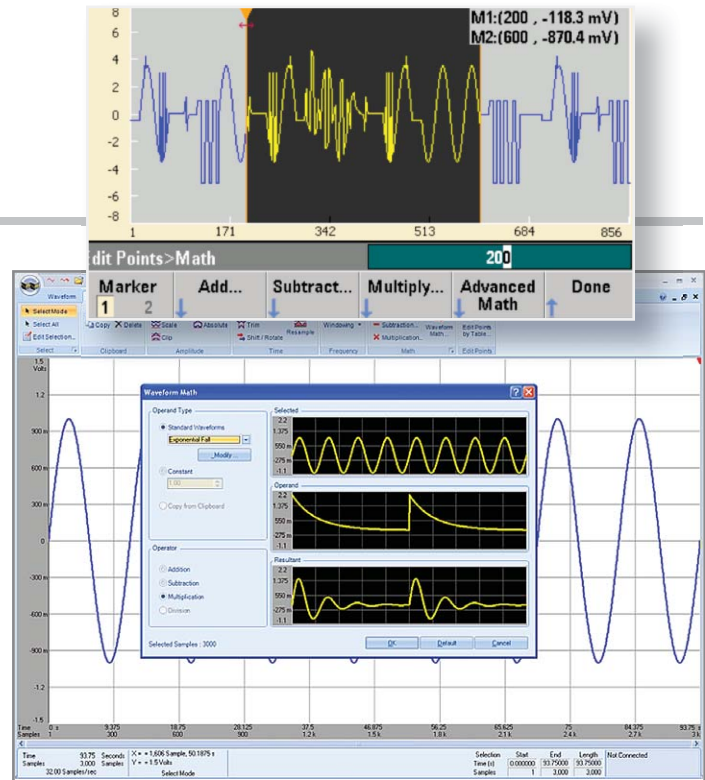 8
M1:(200 , -118.3 mV)
6
M2:(600 , -870.4 mV)
4
2
0
-2
-4
-6
-8
1 171 342 513 684 856
dit Points>Math 200
Marker Add... Subtract... Multiply... Advanced Done
1 2 Math
Waveform
Select Mode
Select All Copy Delete Scale Absolute Trim Resample Windowing Subtraction... Waveform Math... Edit Points by Table...
Edit Selection... Clip Shift / Rotate Multiplication...
Select Clipboard Amplitude Time Frequency Math Edit Points
1.5
Volts
1.2
900 m
600 m
300 m
0
-300 m
-600 m
-900 m
-1.2
-1.5
Waveform Math
Operand Type
Standard Waveforms
Exponential Fall
Modify ...
Constant
1.00
Copy from Clipboard
Operator
Addition
Subtraction
Multiplication
Division
Selected Samples : 3000
Selected
2.2
1.375
550 m
-275 m
-1.1
Operand
2.2
1.375
550 m
-275 m
-1.1
Resultant
2.2
1.375
550 m
-275 m
-1.1
OK Default Cancel
Time 0 s 9.375 18.75 28.125 37.5 46.875 56.25 65.625 75 84.375 93.75 s
Samples 1 300 600 900 1.2 k 1.5 k 1.8 k 2.1 k 2.4 k 2.7 k 3 k
Time 93.75 Seconds X = + 1,606 Sample, 50.1875 s Selection Start End Length Not Connected
Samples 3,000 Samples Y = + 1.5 Volts Time (s) 0.000000 93.75000 93.75000
32.00 Samples/sec Select Mode Samples 1 3,000 3,000